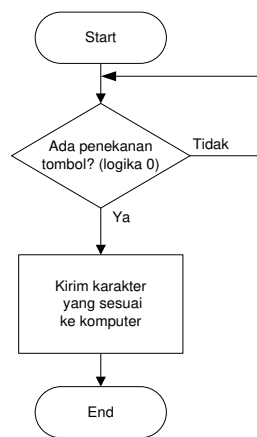 Start
Ada penekanan
tombol? (logika 0)
Tidak
Ya
Kirim karakter
yang sesuai
ke komputer
End